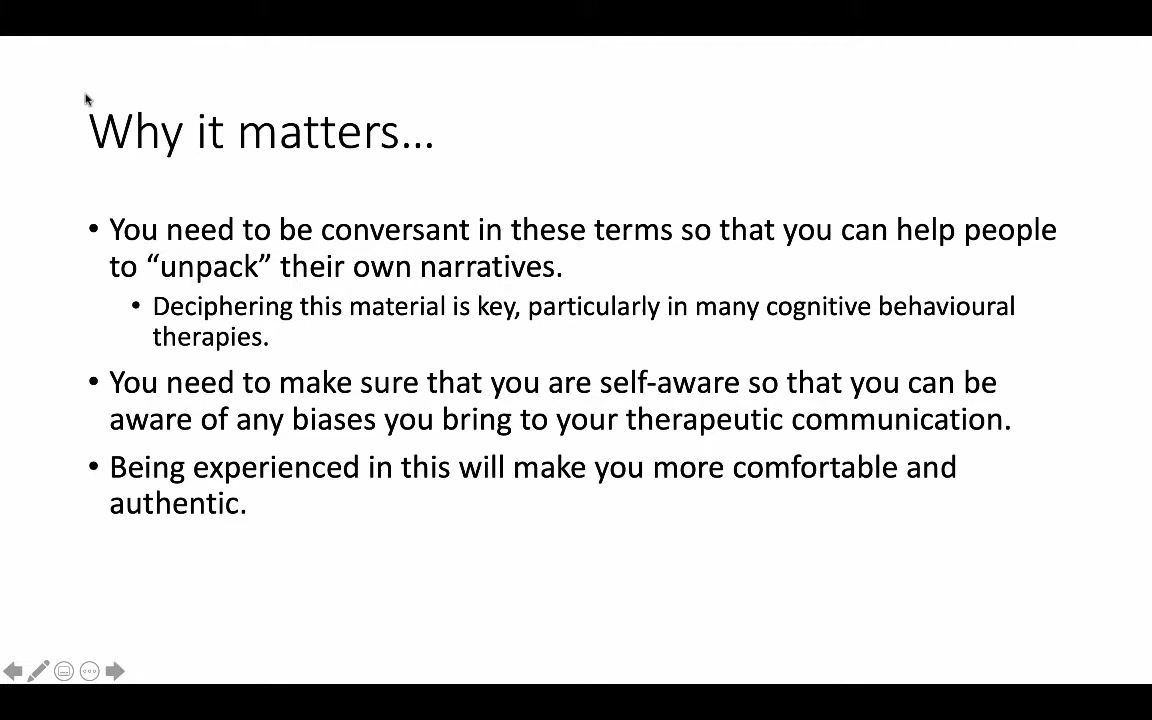 Why it matters…
• You need to be conversant in these terms so that you can help people
to “unpack” their own narratives.
• Deciphering this material is key, particularly in many cognitive behavioural
therapies.
• You need to make sure that you are self-aware so that you can be
aware of any biases you bring to your therapeutic communication.
• Being experienced in this will make you more comfortable and
authentic.